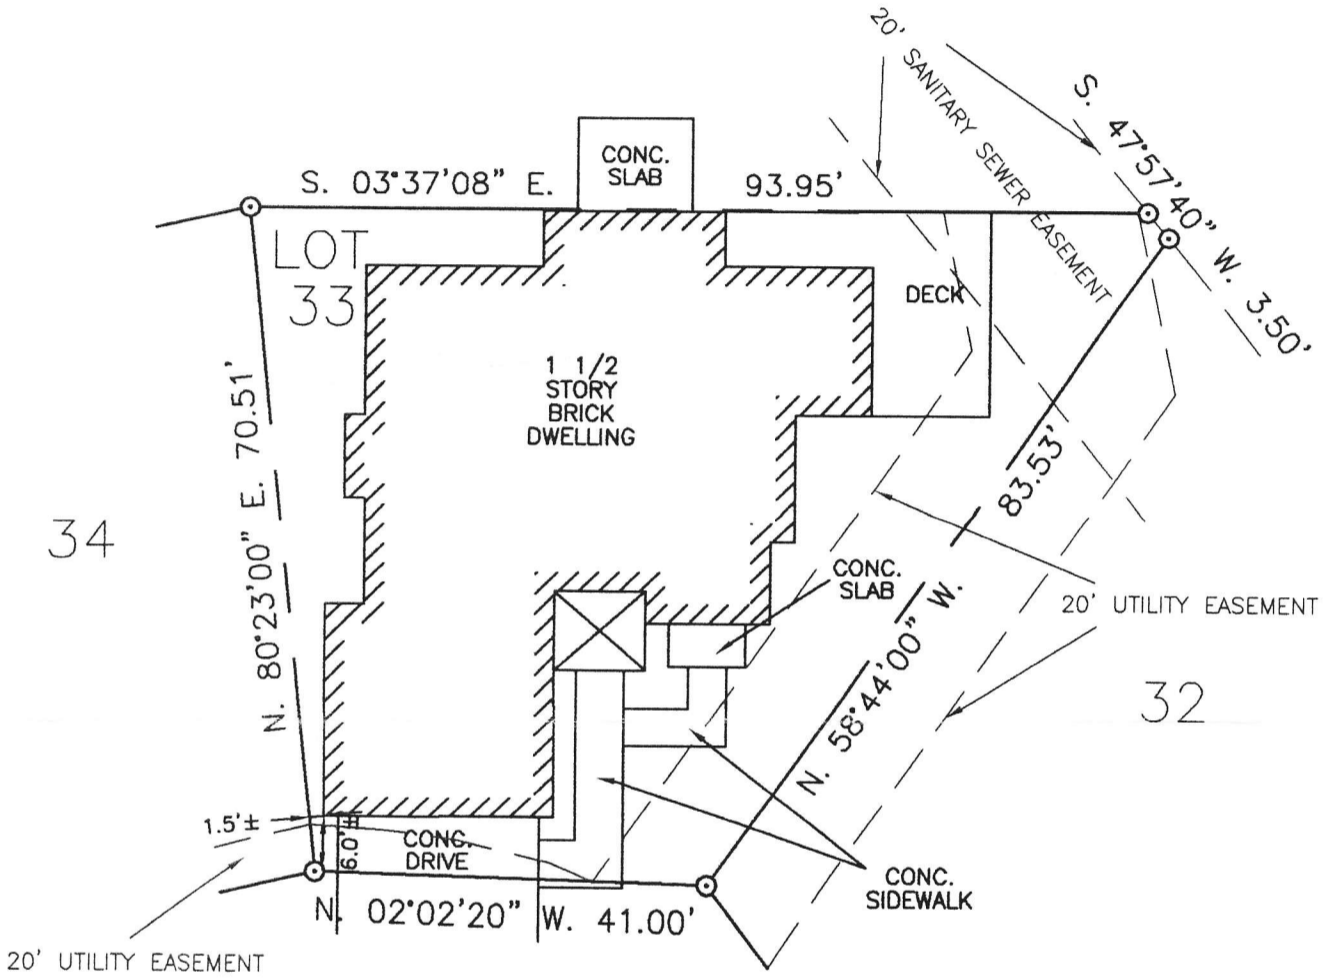 20' SANITARY SEWER EASEMENT
S. 47°57'40" W. 3.50'
CONC.
SLAB
S. 03°37'08" E.
93.95'
LOT
33
DECK
1 1/2
STORY
BRICK
DWELLING
N. 80°23'00" E. 70.51'
83.53'
34
CONC.
SLAB
20' UTILITY EASEMENT
N. 58°44'00" W.
32
1.5'±
6.0'±
CONC.
DRIVE
CONC.
SIDEWALK
N. 02°02'20" W. 41.00'
20' UTILITY EASEMENT